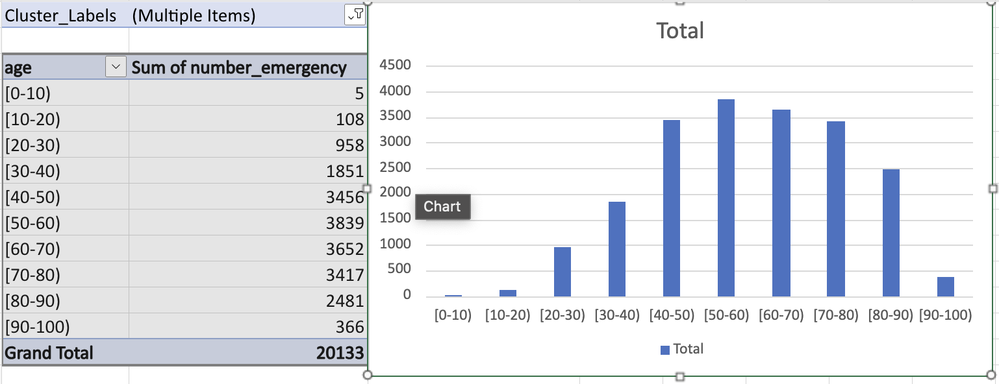 Cluster_Labels (Multiple Items)
age Sum of number_emergency
[0-10) 5
[10-20) 108
[20-30) 958
[30-40) 1851
[40-50) 3456
[50-60) 3839
[60-70) 3652
[70-80) 3417
[80-90) 2481
[90-100) 366
Grand Total 20133
Total
4500
4000
3500
3000
2500
2000
1500
1000
500
0
Chart
[0-10) [10-20) [20-30) [30-40) [40-50) [50-60) [60-70) [70-80) [80-90) [90-100)
Total